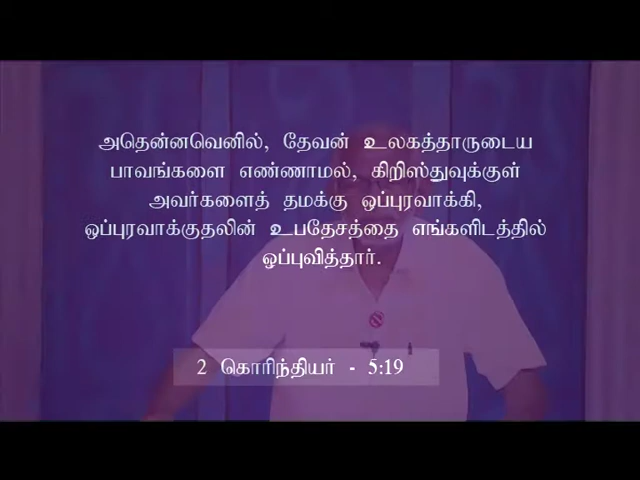 அதென்னவெனில், தேவன் உலகத்தாருடைய
பாவங்களை எண்ணாமல், கிறிஸ்துவுக்குள்
அவர்களைத் தமக்கு ஒப்புரவாக்கி,
ஒப்புரவாக்குதலின் உபதேசத்தை எங்களிடத்தில்
ஒப்புவித்தார்.
2 கொரிந்தியர் - 5:19